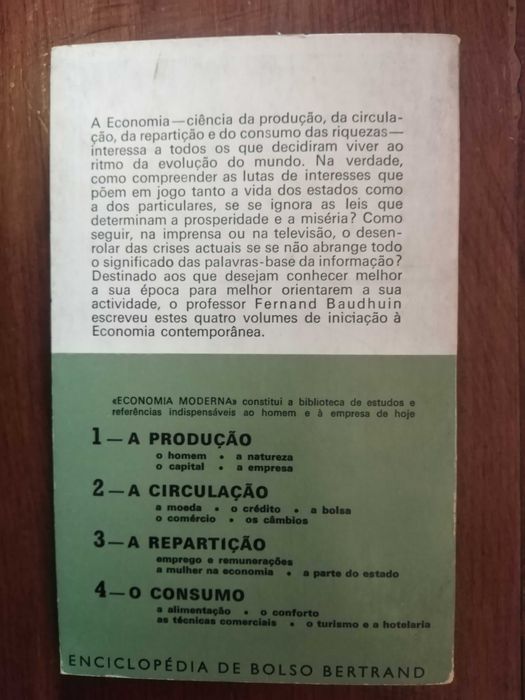 A Economia—ciência da produção, da circula-
ção, da repartição e do consumo das riquezas—
interessa a todos os que decidiram viver ao
ritmo da evolução do mundo. Na verdade,
como compreender as lutas de interesses que
põem em jogo tanto a vida dos estados como
a dos particulares, se se ignora as leis que
determinam a prosperidade e a miséria? Como
seguir, na imprensa ou na televisão, o desen-
rolar das crises actuais se se não abrange todo
o significado das palavras-base da informação?
Destinado aos que desejam conhecer melhor
a sua época para melhor orientarem a sua
actividade, o professor Fernand Baudhuin
escreveu estes quatro volumes de iniciação à
Economia contemporânea.
«ECONOMIA MODERNA» constitui a biblioteca de estudos e
referências indispensáveis ao homem e à empresa de hoje
1—A PRODUÇÃO
o homem • a natureza
o capital • a empresa
2—A CIRCULAÇÃO
a moeda • o crédito • a bolsa
o comércio • os câmbios
3—A REPARTIÇÃO
emprego e remunerações
a mulher na economia • a parte do estado
4—O CONSUMO
a alimentação • o conforto
as técnicas comerciais • o turismo e a hotelaria
ENCICLOPÉDIA DE BOLSO BERTRAND